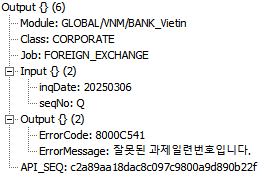 Output {} (6)
Module: GLOBAL/VNM/BANK_Vietin
Class: CORPORATE
Job: FOREIGN_EXCHANGE
Input {} (2)
inqDate: 20250306
seqNo: Q
Output {} (2)
ErrorCode: 8000C541
ErrorMessage: 잘못된 과제일련번호입니다.
API_SEQ: c2a89aa18dac8c097c9800a9d890b22f